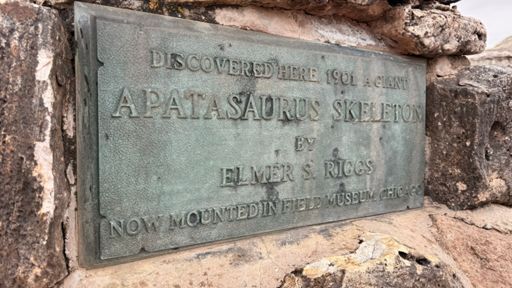 DISCOVERED HERE 1901 A GIANT
APATASAURUS SKELETON
BY
ELMER S. RIGGS
NOW MOUNTED IN FIELD MUSEUM, CHICAGO